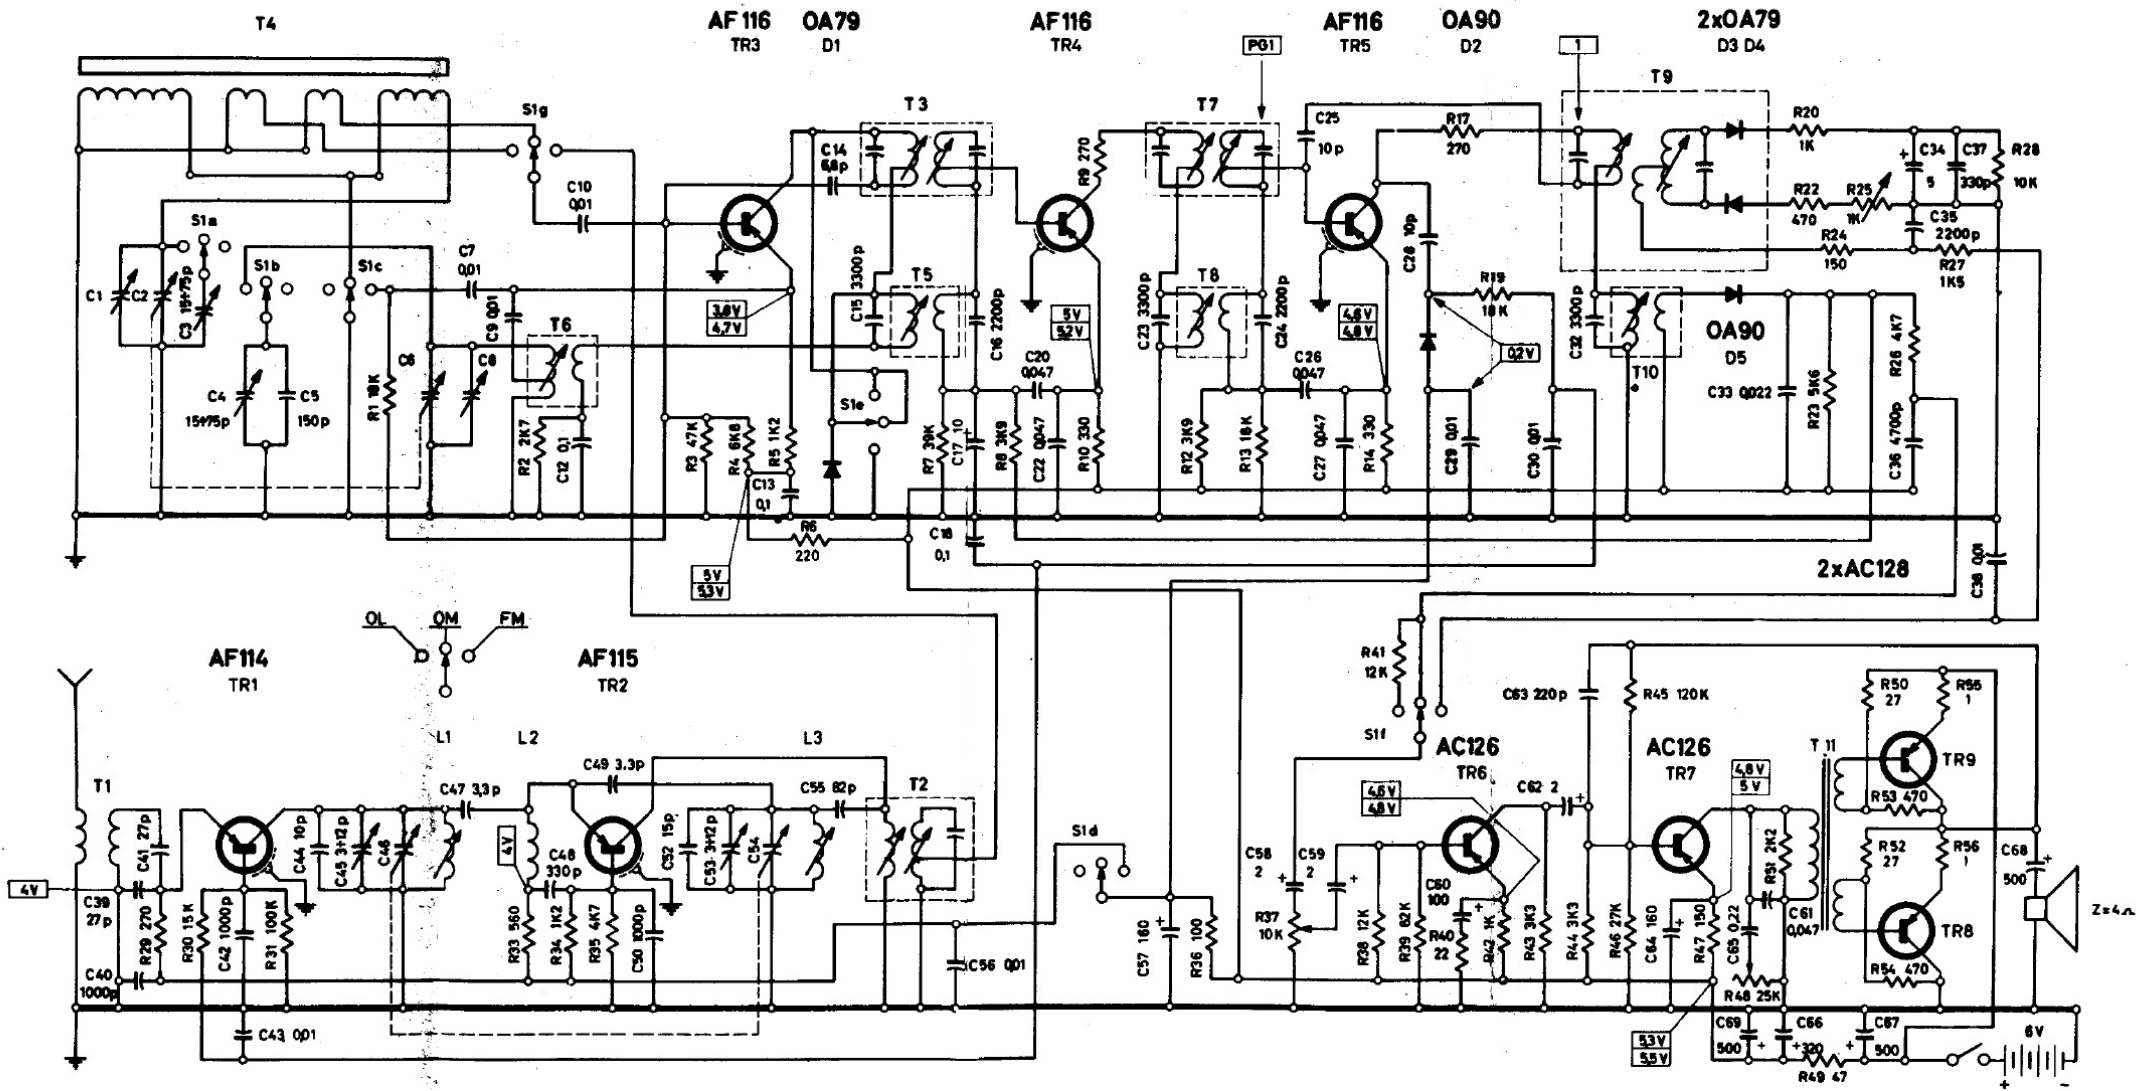 T4
AF116
TR3
OA79
D1
AF116
TR4
PG1
AF116
TR5
OA90
D2
1
2xOA79
D3 D4
T9
S1g
T3
T7
C14
6,8p
R9 270
C25
10p
R17
270
R20
1K
C34
5
+
C37
330p
R28
10K
C10
0,01
R22
470
R25
1K
C35
2200p
R24
150
R27
1K5
S1a
C1
C2
C3 15÷75p
S1b
S1c
C7
0,01
C9 0,01
T6
3,8V
4,7V
C15 3300p
T5
C16 2200p
5V
5,2V
C23 3300p
T8
C24 2200p
4,6V
4,8V
C28 10p
R19
18K
0,2V
C32 3300p
T10
OA90
D5
R26 4K7
C33 0,022
R23 5K6
C36 4700p
C4
15÷75p
C5
150p
R1 18K
C6
C8
R2 2K7
C12 0,1
R3 47K
R4 6K8
R5 1K2
C13
0,1
S1e
R7 39K
C17 10
+
R8 3K9
C20
0,047
C22 0,047
R10 330
R12 3K9
R13 18K
C26
0,047
C27 0,047
R14 330
C29 0,01
C30 0,01
R6
220
C18
0,1
5V
5,3V
2xAC128
C38 0,01
OL
OM
FM
AF114
TR1
AF115
TR2
R41
12K
S1f
C63 220p
R45 120K
R50
27
R55
1
L1
L2
L3
AC126
TR6
AC126
TR7
T11
TR9
T1
C47 3,3p
C49 3.3p
C55 82p
T2
4,6V
4,8V
C62 2
+
4,8V
5V
R53 470
C41 27p
C44 10p
C45 3÷12p
C46
4V
C48
330p
C52 15p
C53 3÷12p
C54
S1d
C58
2
+
C59
2
+
R51 2K2
R52
27
R56
1
C68
500
+
4V
C39
27p
R29 270
R30 15K
C42 1000p
R31 100K
R33 560
R34 1K2
R35 4K7
C50 1000p
C57 160
+
R36 100
R37
10K
R38 12K
R39 82K
C60
100
+
R40
22
R42 1K
R43 3K3
R44 3K3
R46 27K
C64 160
+
R47 150
C65 0,22
C61
0,047
TR8
Z=4Ω
C40
1000p
C56 0,01
R54 470
R48 25K
C43 0,01
5,3V
5,5V
C69
500
+
C66
320
+
C67
500
+
R49 47
6V
+
-